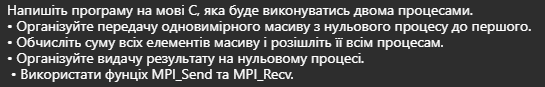 Напишіть програму на мові С, яка буде виконуватись двома процесами.
• Організуйте передачу одновимірного масиву з нульового процесу до першого.
• Обчисліть суму всіх елементів масиву і розішліть її всім процесам.
• Організуйте видачу результату на нульовому процесі.
• Використати фунціх MPI_Send та MPI_Recv.